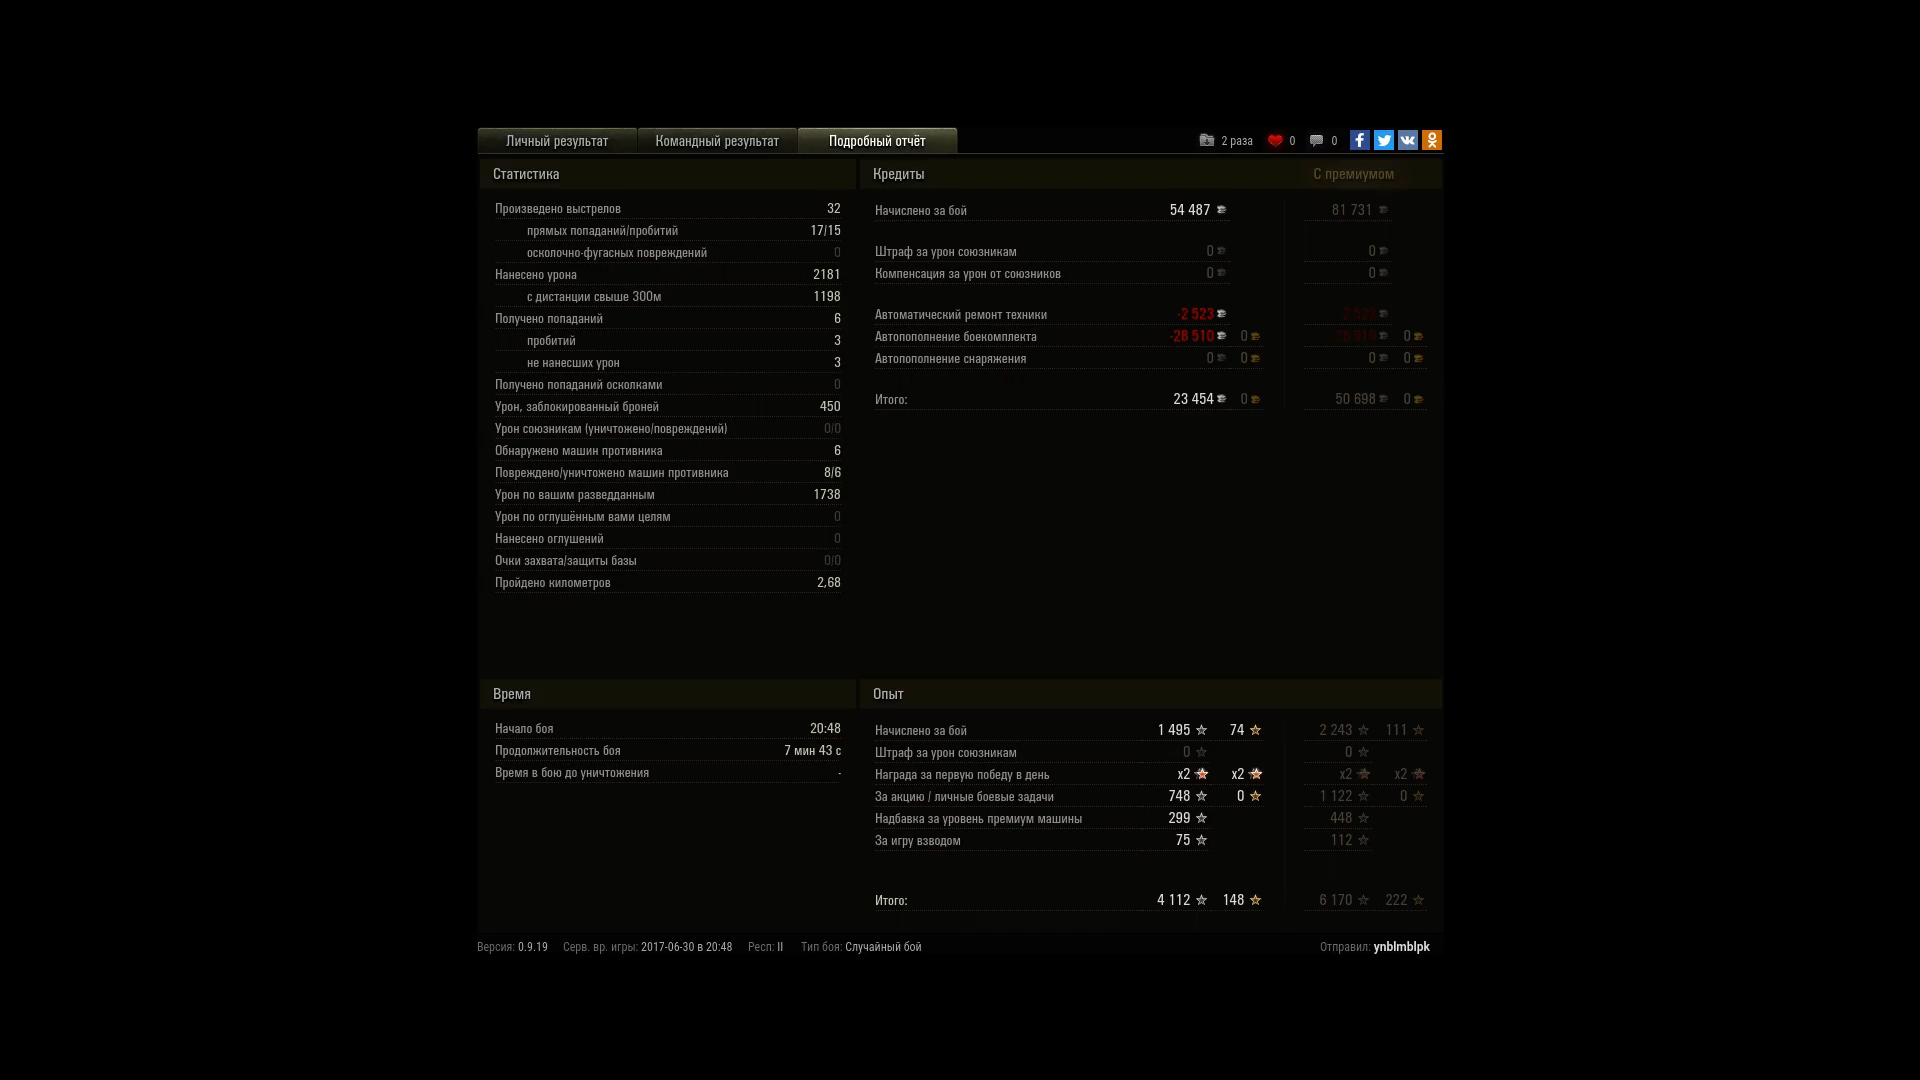 Личный результат Командный результат Подробный отчёт 2 раза 0 0
Статистика
Произведено выстрелов 32
прямых попаданий/пробитий 17/15
осколочно-фугасных повреждений 0
Нанесено урона 2181
с дистанции свыше 300м 1198
Получено попаданий 6
пробитий 3
не нанесших урон 3
Получено попаданий осколками 0
Урон, заблокированный броней 450
Урон союзникам (уничтожено/повреждений) 0/0
Обнаружено машин противника 6
Повреждено/уничтожено машин противника 8/6
Урон по вашим разведданным 1738
Урон по оглушённым вами целям 0
Нанесено оглушений 0
Очки захвата/защиты базы 0/0
Пройдено километров 2,68
Кредиты С премиумом
Начислено за бой 54 487 81 731
Штраф за урон союзникам 0 0
Компенсация за урон от союзников 0 0
Автоматический ремонт техники -2 523
Автопополнение боекомплекта -28 510 0 0
Автопополнение снаряжения 0 0 0 0
Итого: 23 454 0 50 698 0
Время
Начало боя 20:48
Продолжительность боя 7 мин 43 с
Время в бою до уничтожения -
Опыт
Начислено за бой 1 495 74 2 243 111
Штраф за урон союзникам 0 0
Награда за первую победу в день x2 x2 x2 x2
За акцию / личные боевые задачи 748 0 1 122 0
Надбавка за уровень премиум машины 299 448
За игру взводом 75 112
Итого: 4 112 148 6 170 222
Версия: 0.9.19 Серв. вр. игры: 2017-06-30 в 20:48 Респ: II Тип боя: Случайный бой Отправил: ynblmblpk